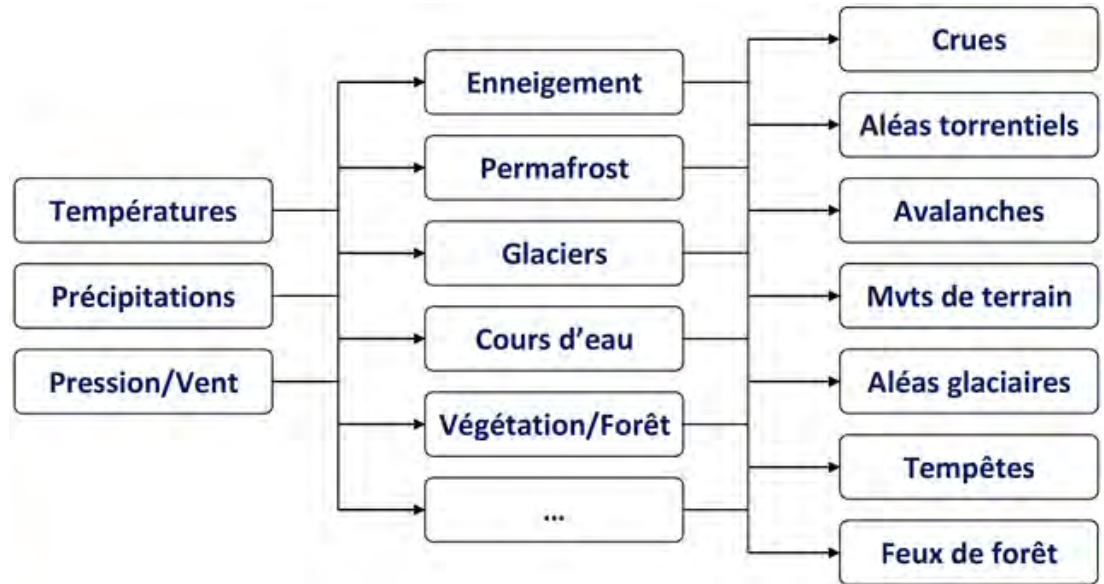 Températures
Précipitations
Pression/Vent
Enneigement
Permafrost
Glaciers
Cours d’eau
Végétation/Forêt
...
Crues
Aléas torrentiels
Avalanches
Mvts de terrain
Aléas glaciaires
Tempêtes
Feux de forêt